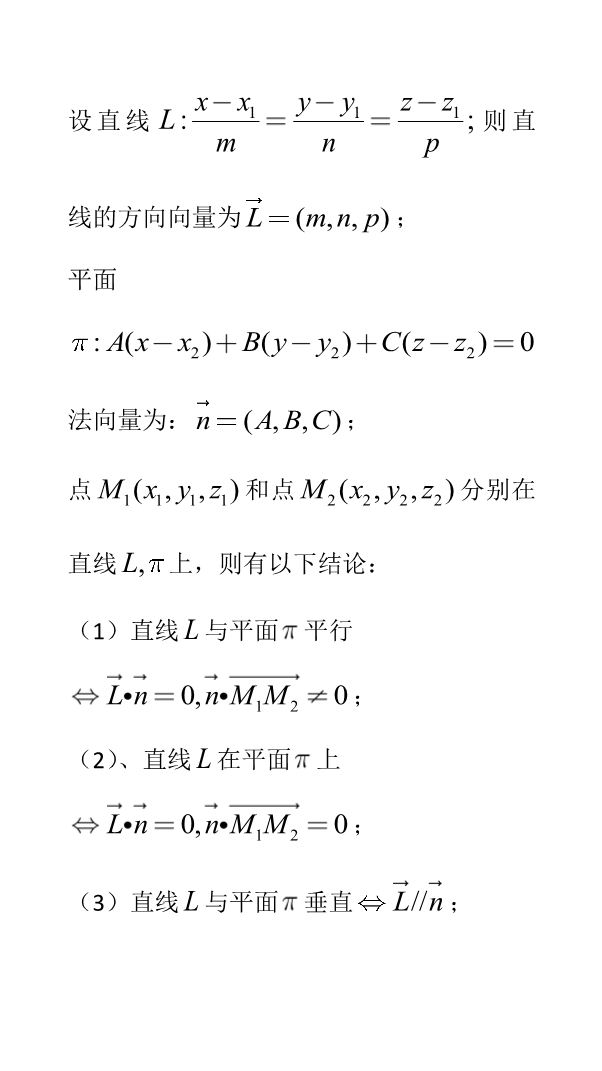 设直线 $L:\frac{x-x_1}{m}=\frac{y-y_1}{n}=\frac{z-z_1}{p};$ 则直
线的方向向量为 $\vec{L}=(m,n,p)$；
平面
$\pi:A(x-x_2)+B(y-y_2)+C(z-z_2)=0$
法向量为：$\vec{n}=(A,B,C)$；
点 $M_1(x_1,y_1,z_1)$ 和点 $M_2(x_2,y_2,z_2)$ 分别在
直线 $L,\pi$ 上，则有以下结论：
（1）直线 $L$ 与平面 $\pi$ 平行
$\Leftrightarrow \vec{L}\bullet\vec{n}=0,\vec{n}\bullet\overrightarrow{M_1M_2}\neq 0$；
（2）、直线 $L$ 在平面 $\pi$ 上
$\Leftrightarrow \vec{L}\bullet\vec{n}=0,\vec{n}\bullet\overrightarrow{M_1M_2}=0$；
（3）直线 $L$ 与平面 $\pi$ 垂直 $\Leftrightarrow \vec{L}//\vec{n}$；